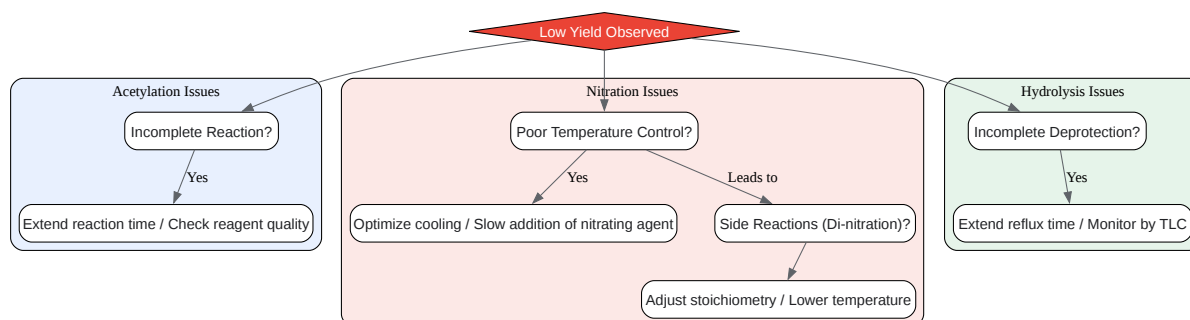 Low Yield Observed
Acetylation Issues
Incomplete Reaction?
Yes
Extend reaction time / Check reagent quality
Nitration Issues
Poor Temperature Control?
Yes
Leads to
Optimize cooling / Slow addition of nitrating agent
Side Reactions (Di-nitration)?
Adjust stoichiometry / Lower temperature
Hydrolysis Issues
Incomplete Deprotection?
Yes
Extend reflux time / Monitor by TLC